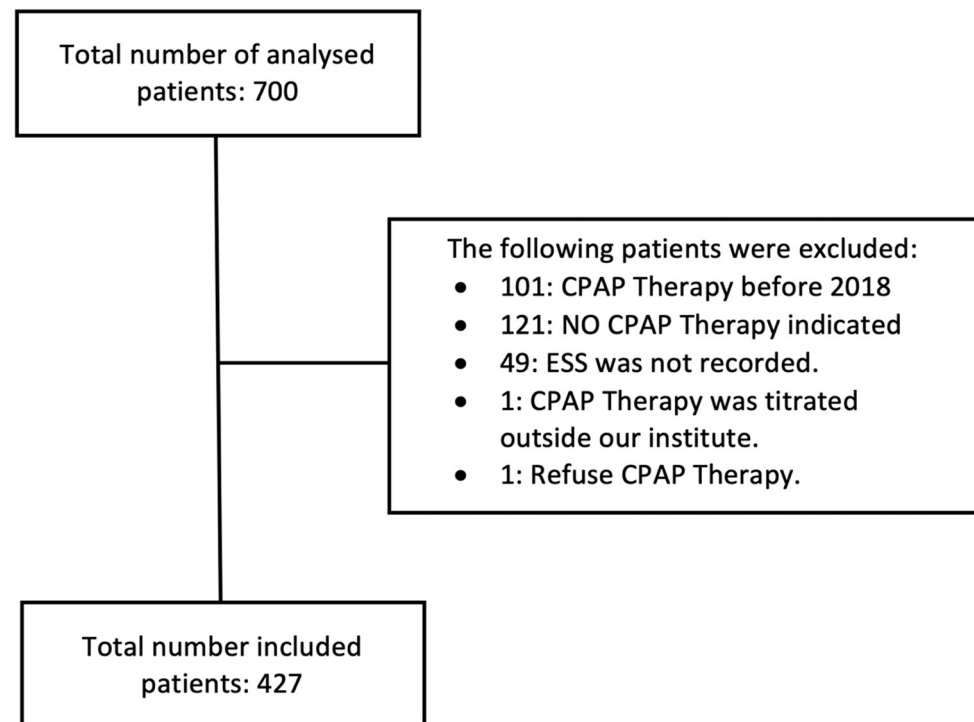 Total number of analysed
patients: 700
The following patients were excluded:
• 101: CPAP Therapy before 2018
• 121: NO CPAP Therapy indicated
• 49: ESS was not recorded.
• 1: CPAP Therapy was titrated
outside our institute.
• 1: Refuse CPAP Therapy.
Total number included
patients: 427